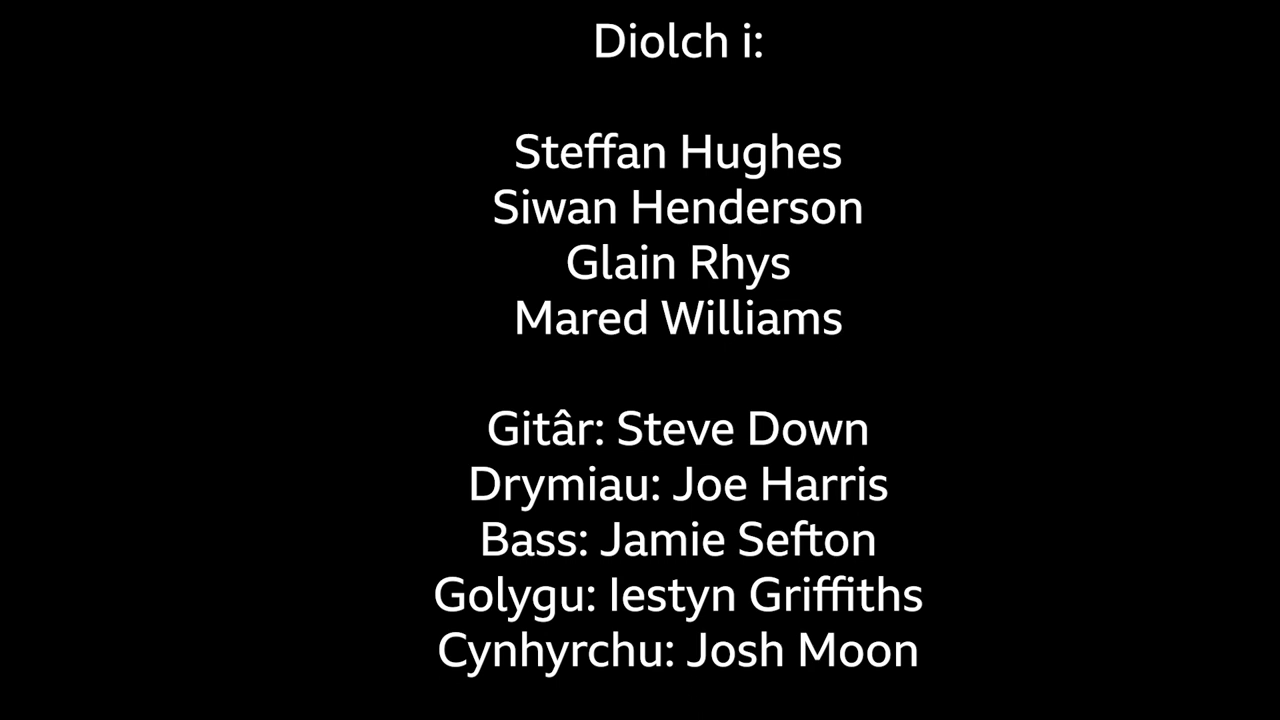 Diolch i:
Steffan Hughes
Siwan Henderson
Glain Rhys
Mared Williams
Gitâr: Steve Down
Drymiau: Joe Harris
Bass: Jamie Sefton
Golygu: Iestyn Griffiths
Cynhyrchu: Josh Moon